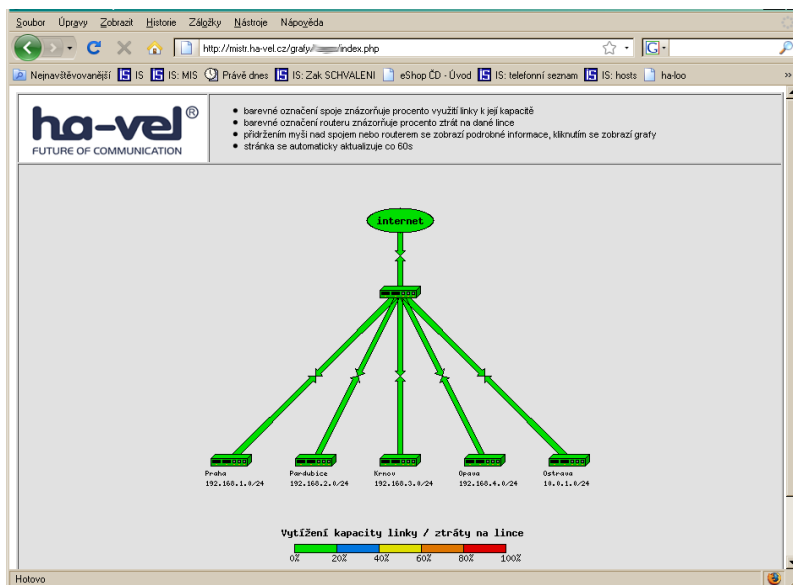 Soubor Úpravy Zobrazit Historie Záložky Nástroje Nápověda
http://mistr.ha-vel.cz/grafy/ /index.php
G
Nejnavštěvovanější IS IS: MIS Právě dnes IS: Zak SCHVALENI eShop ČD - Úvod IS: telefonní seznam IS: hosts ha-loo »
ha-vel®
FUTURE OF COMMUNICATION
barevné označení spoje znázorňuje procento využití linky k její kapacitě
barevné označení routeru znázorňuje procento ztrát na dané lince
přidržením myši nad spojem nebo routerem se zobrazí podrobné informace, kliknutím se zobrazí grafy
stránka se automaticky aktualizuje co 60s
internet
Praha Pardubice Krnov Opava Ostrava
192.168.1.0/24 192.168.2.0/24 192.168.3.0/24 192.168.4.0/24 10.0.1.0/24
Vytížení kapacity linky / ztráty na lince
0% 20% 40% 60% 80% 100%
Hotovo